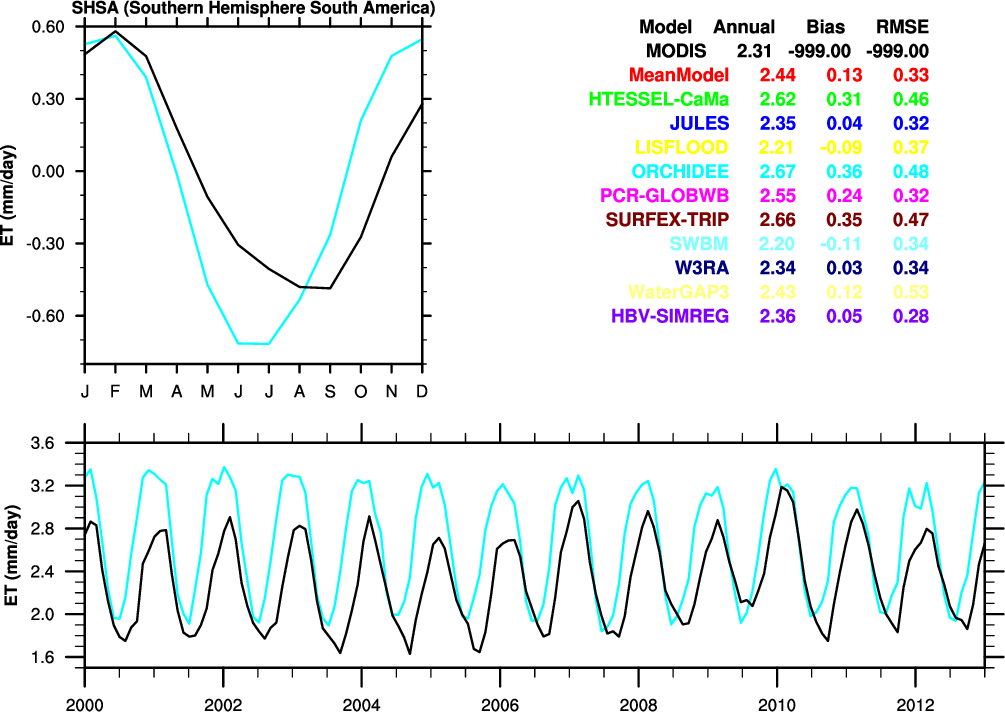 SHSA (Southern Hemisphere South America)
0.60
0.30
0.00
-0.30
-0.60
ET (mm/day)
J F M A M J J A S O N D
Model Annual Bias RMSE
MODIS 2.31 -999.00 -999.00
MeanModel 2.44 0.13 0.33
HTESSEL-CaMa 2.62 0.31 0.46
JULES 2.35 0.04 0.32
LISFLOOD 2.21 -0.09 0.37
ORCHIDEE 2.67 0.36 0.48
PCR-GLOBWB 2.55 0.24 0.32
SURFEX-TRIP 2.66 0.35 0.47
SWBM 2.20 -0.11 0.34
W3RA 2.34 0.03 0.34
WaterGAP3 2.43 0.12 0.53
HBV-SIMREG 2.36 0.05 0.28
3.6
3.2
2.8
2.4
2.0
1.6
ET (mm/day)
2000 2002 2004 2006 2008 2010 2012